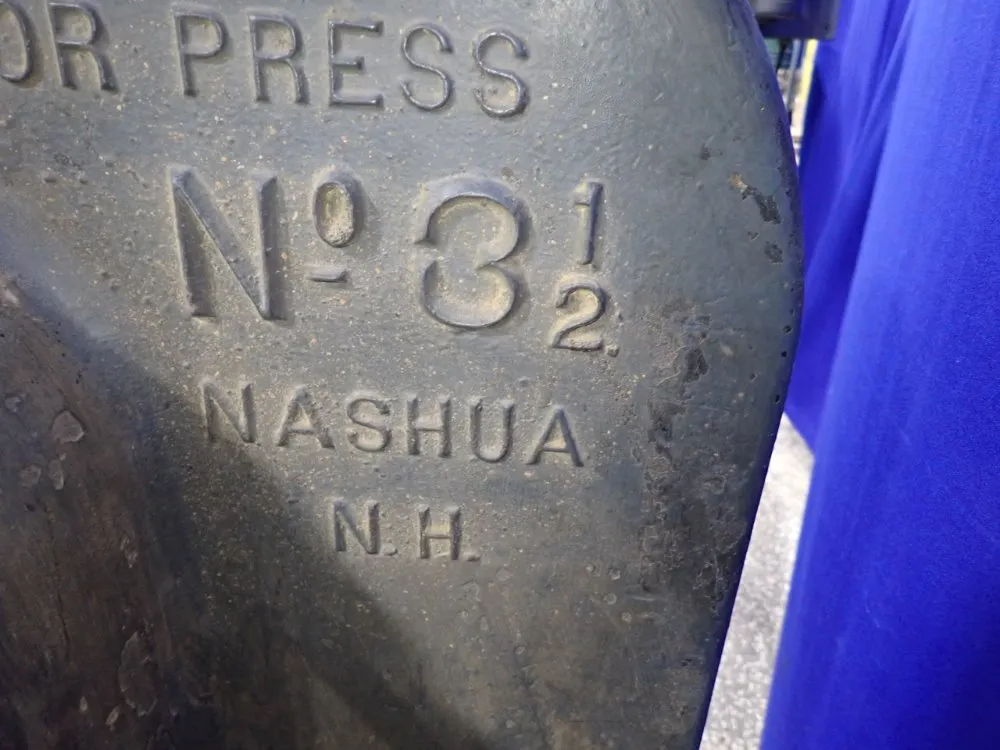 OR PRESS
Nº 3 1/2.
NASHUA
N.H.